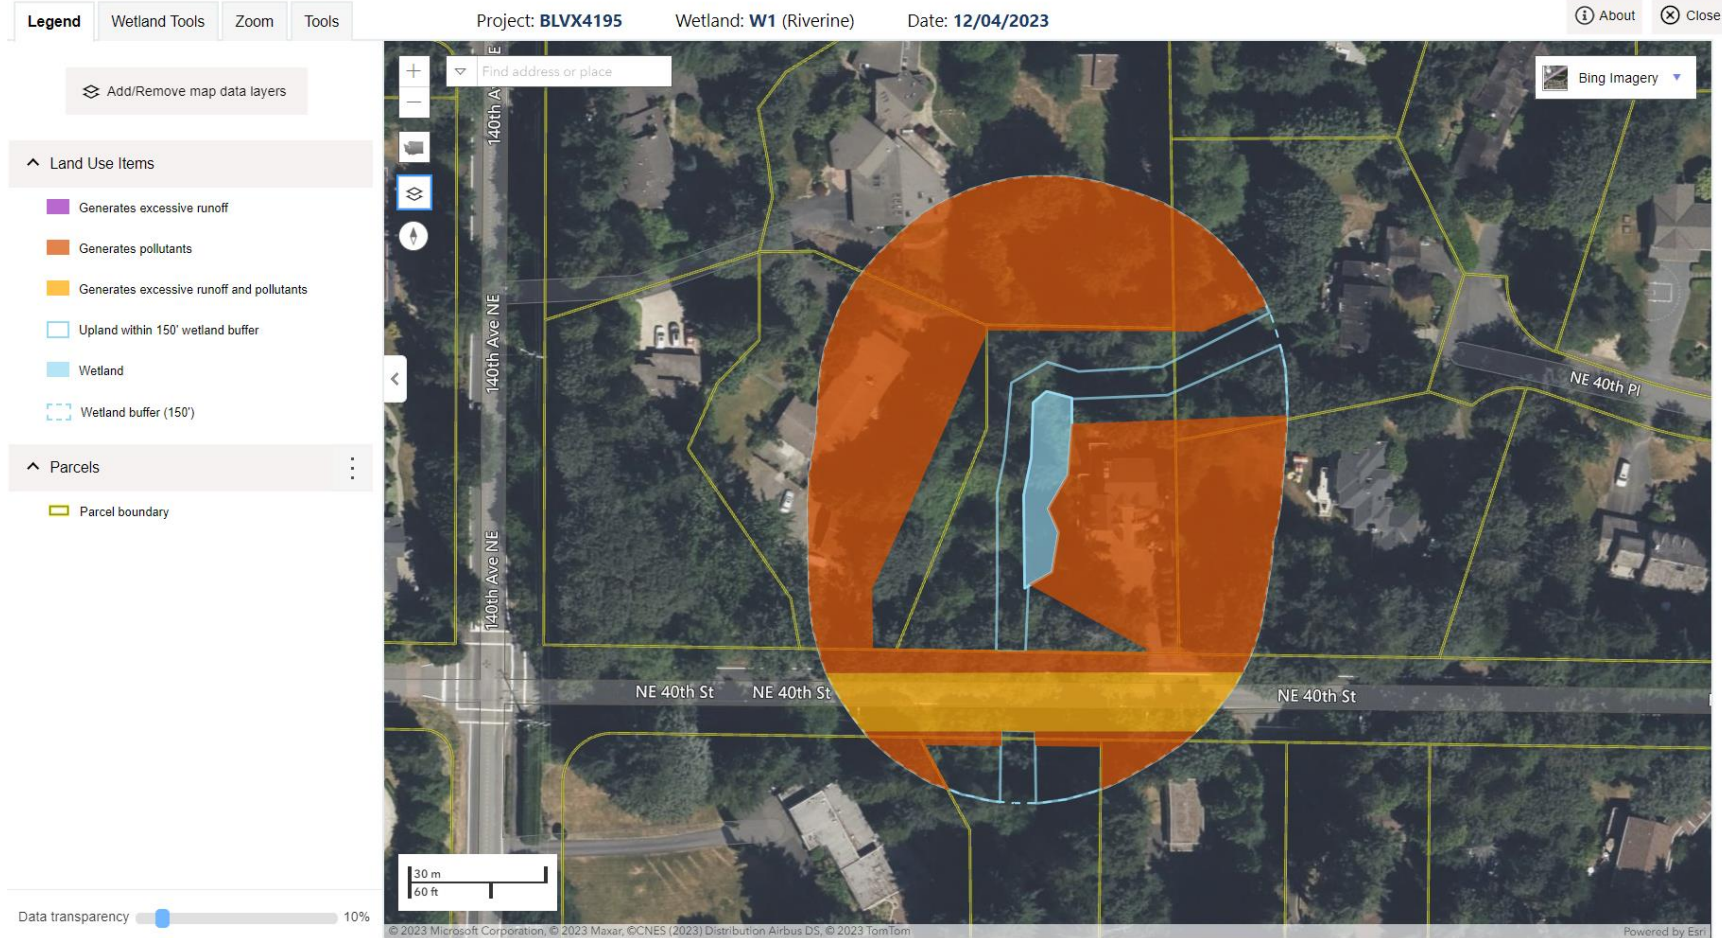 Legend
Wetland Tools
Zoom
Tools
Project: BLVX4195
Wetland: W1 (Riverine)
Date: 12/04/2023
About
Close
Add/Remove map data layers
Land Use Items
Generates excessive runoff
Generates pollutants
Generates excessive runoff and pollutants
Upland within 150' wetland buffer
Wetland
Wetland buffer (150')
Parcels
Parcel boundary
Data transparency
10%
Find address or place
Bing Imagery
140th Ave NE
140th Ave NE
NE 40th Pl
NE 40th St
NE 40th St
NE 40th St
30 m
60 ft
© 2023 Microsoft Corporation, © 2023 Maxar, ©CNES (2023) Distribution Airbus DS, © 2023 TomTom
Powered by Esri